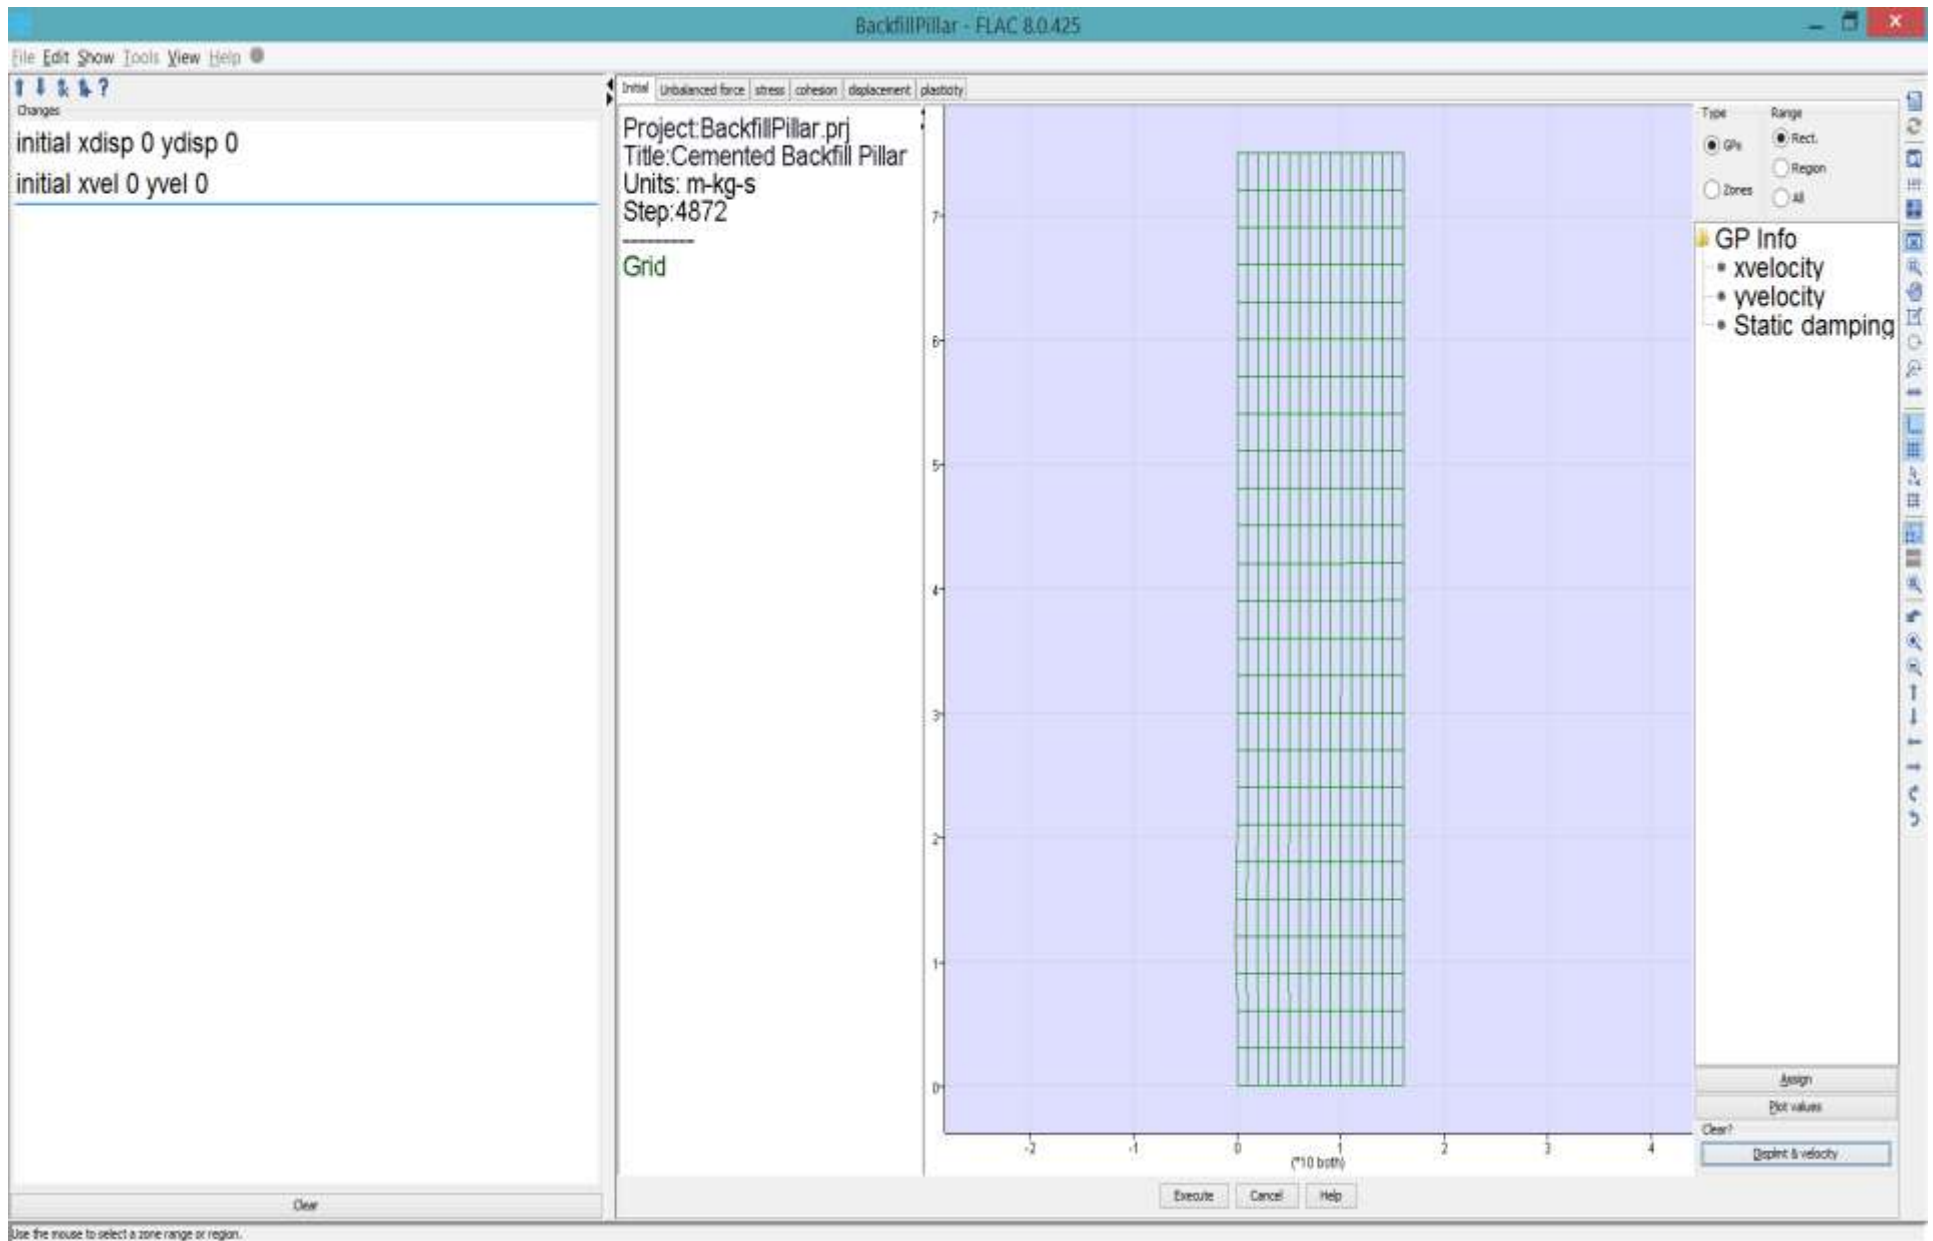 BackfillPillar - FLAC 8.0.425
File Edit Show Tools View Help
?
Changes
initial xdisp 0 ydisp 0
initial xvel 0 yvel 0
Clear
Initial Unbalanced force stress cohesion displacement plasticity
Project:BackfillPillar.prj
Title:Cemented Backfill Pillar
Units: m-kg-s
Step:4872
----------
Grid
7
6
5
4
3
2
1
0
-2 -1 0 1 2 3 4
(*10 both)
Execute Cancel Help
Type Range
GPs Rect.
Region
Zones All
GP Info
xvelocity
yvelocity
Static damping
Assign
Plot values
Clear?
Displmt & velocity
Use the mouse to select a zone range or region.